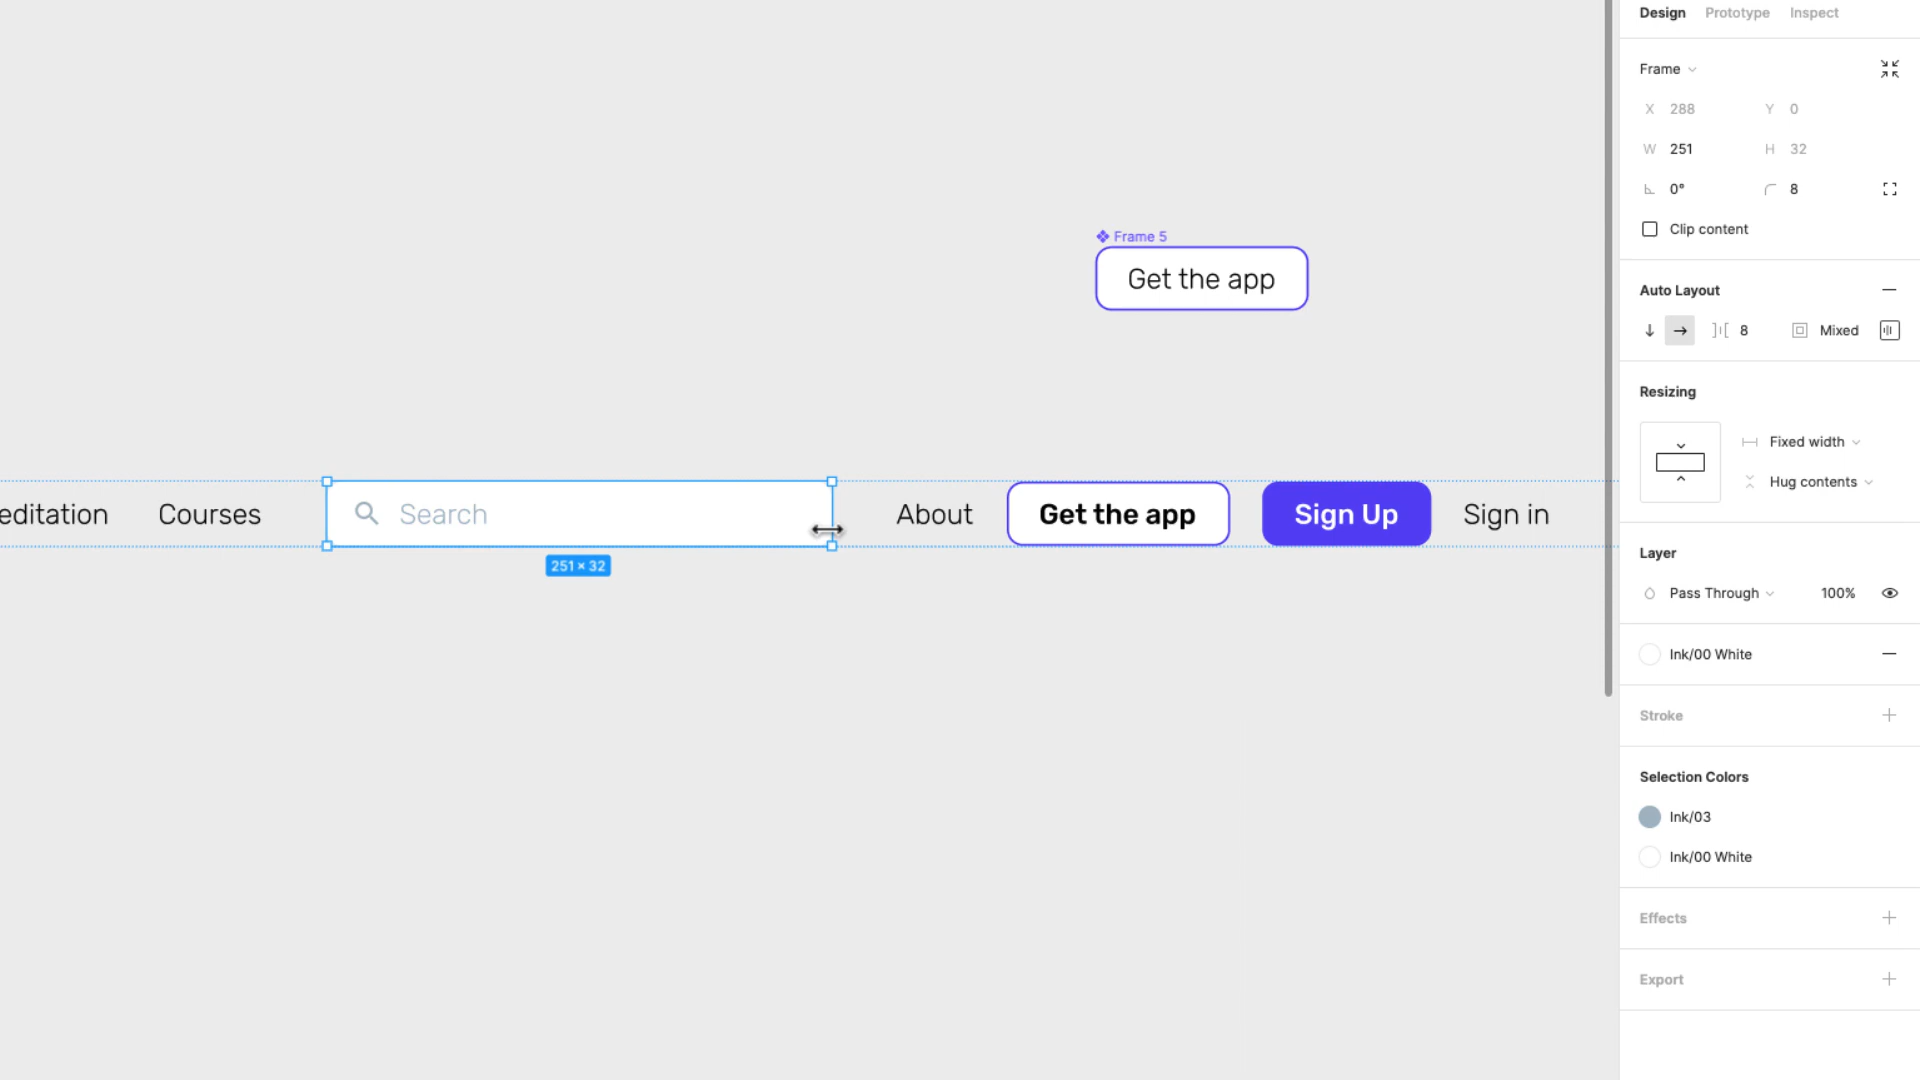 Design Prototype Inspect
Frame
X 288 Y 0
W 251 H 32
0° 8
Clip content
Frame 5
Get the app
Auto Layout
8 Mixed
Resizing
Fixed width
Hug contents
editation Courses Search About Get the app Sign Up Sign in
251 × 32
Layer
Pass Through 100%
Ink/00 White
Stroke
Selection Colors
Ink/03
Ink/00 White
Effects
Export